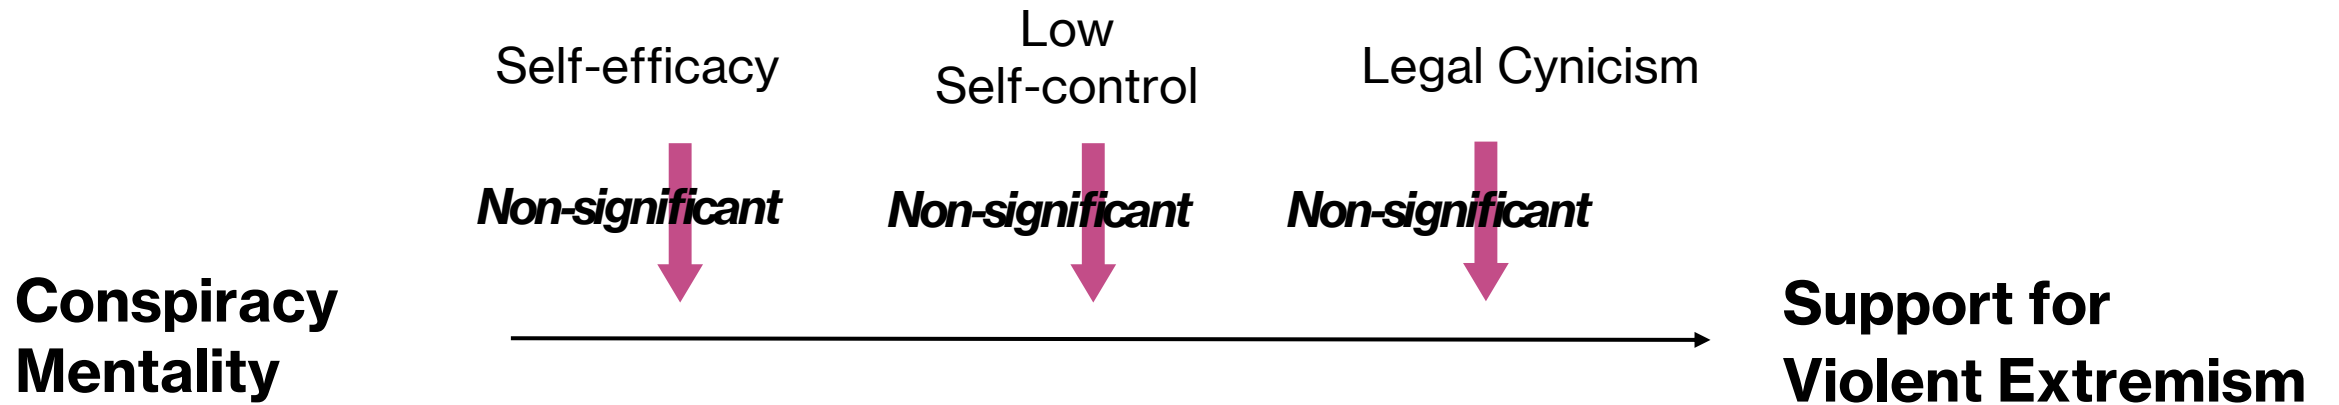 Self-efficacy
Low
Self-control
Legal Cynicism
Non-significant
Non-significant
Non-significant
Conspiracy
Mentality
Support for
Violent Extremism